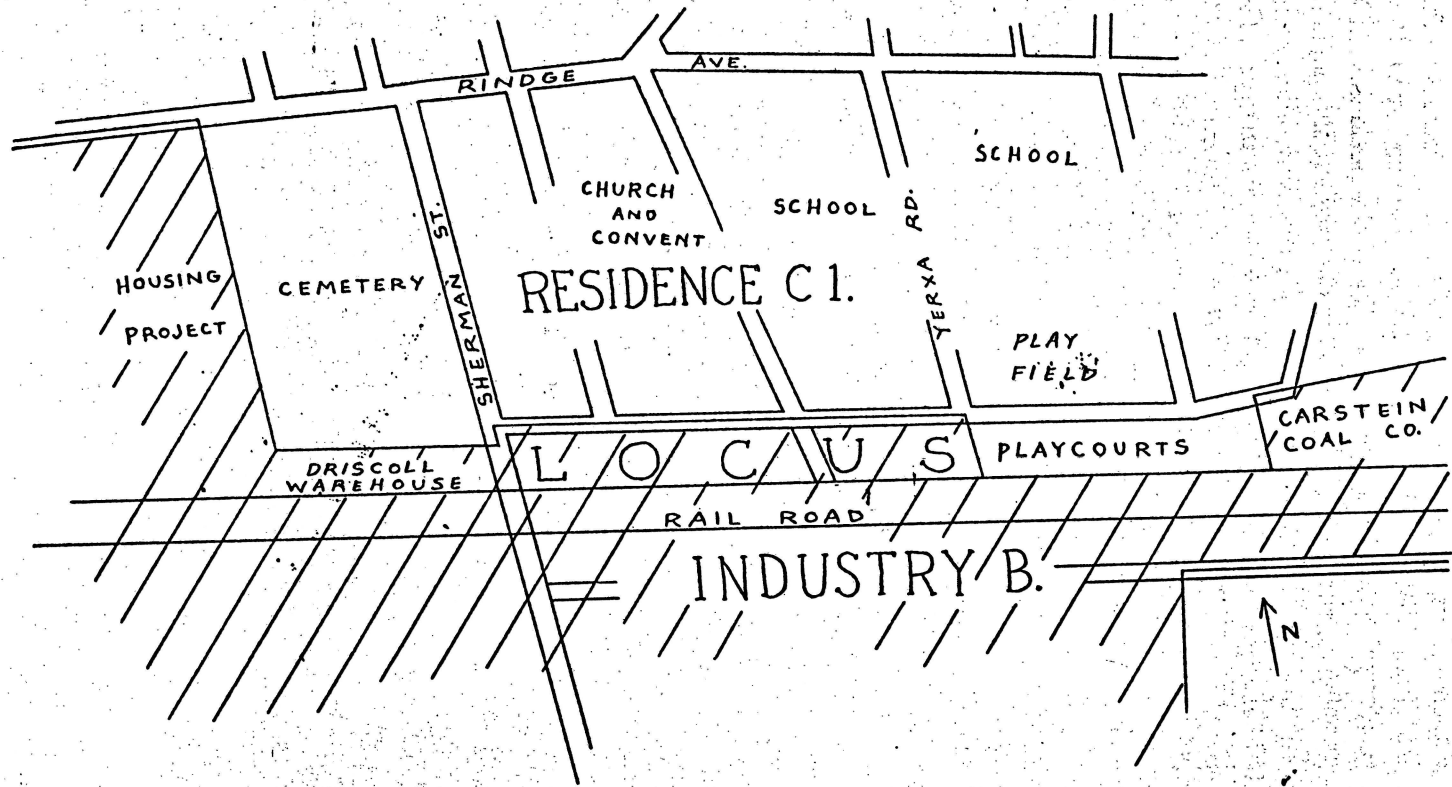 RINDGE AVE.
SCHOOL
CHURCH
AND
CONVENT
SCHOOL
YERXA RD.
HOUSING
PROJECT
CEMETERY
SHERMAN ST.
RESIDENCE C 1.
PLAY
FIELD
CARSTEIN
COAL CO.
DRISCOLL
WAREHOUSE
LOCUS
PLAYCOURTS
RAIL ROAD
INDUSTRY B.
N